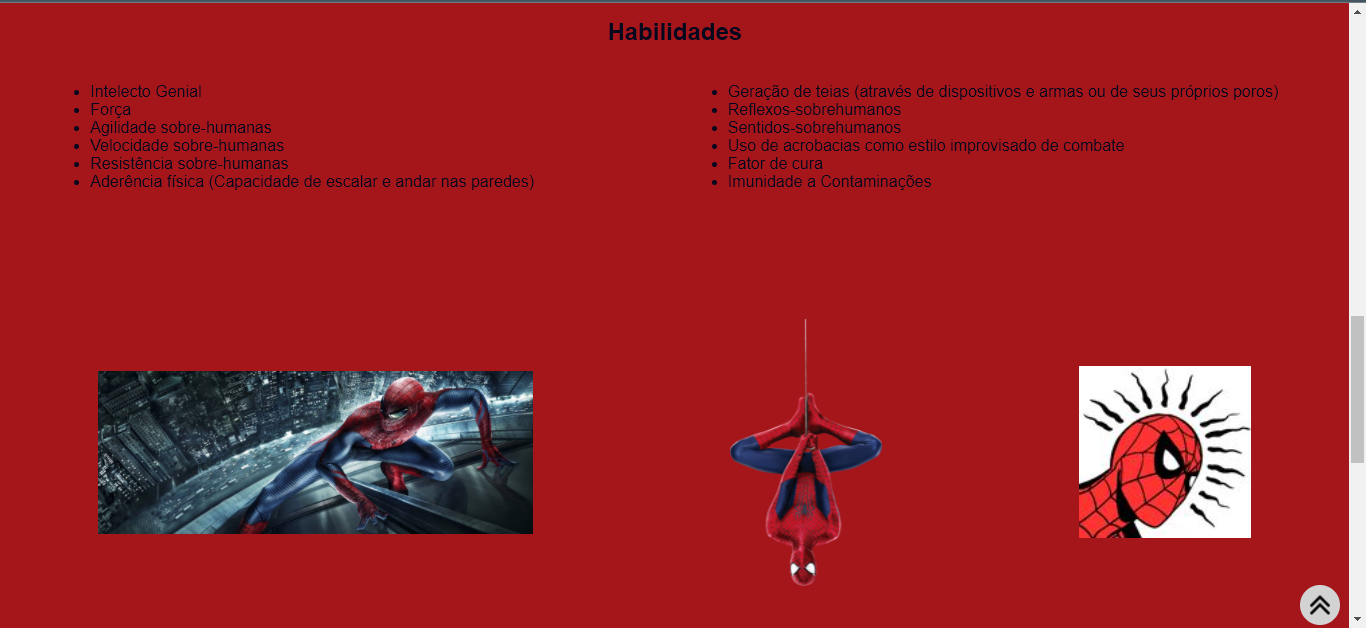 Habilidades
Intelecto Genial
Força
Agilidade sobre-humanas
Velocidade sobre-humanas
Resistência sobre-humanas
Aderência física (Capacidade de escalar e andar nas paredes)
Geração de teias (através de dispositivos e armas ou de seus próprios poros)
Reflexos-sobrehumanos
Sentidos-sobrehumanos
Uso de acrobacias como estilo improvisado de combate
Fator de cura
Imunidade a Contaminações